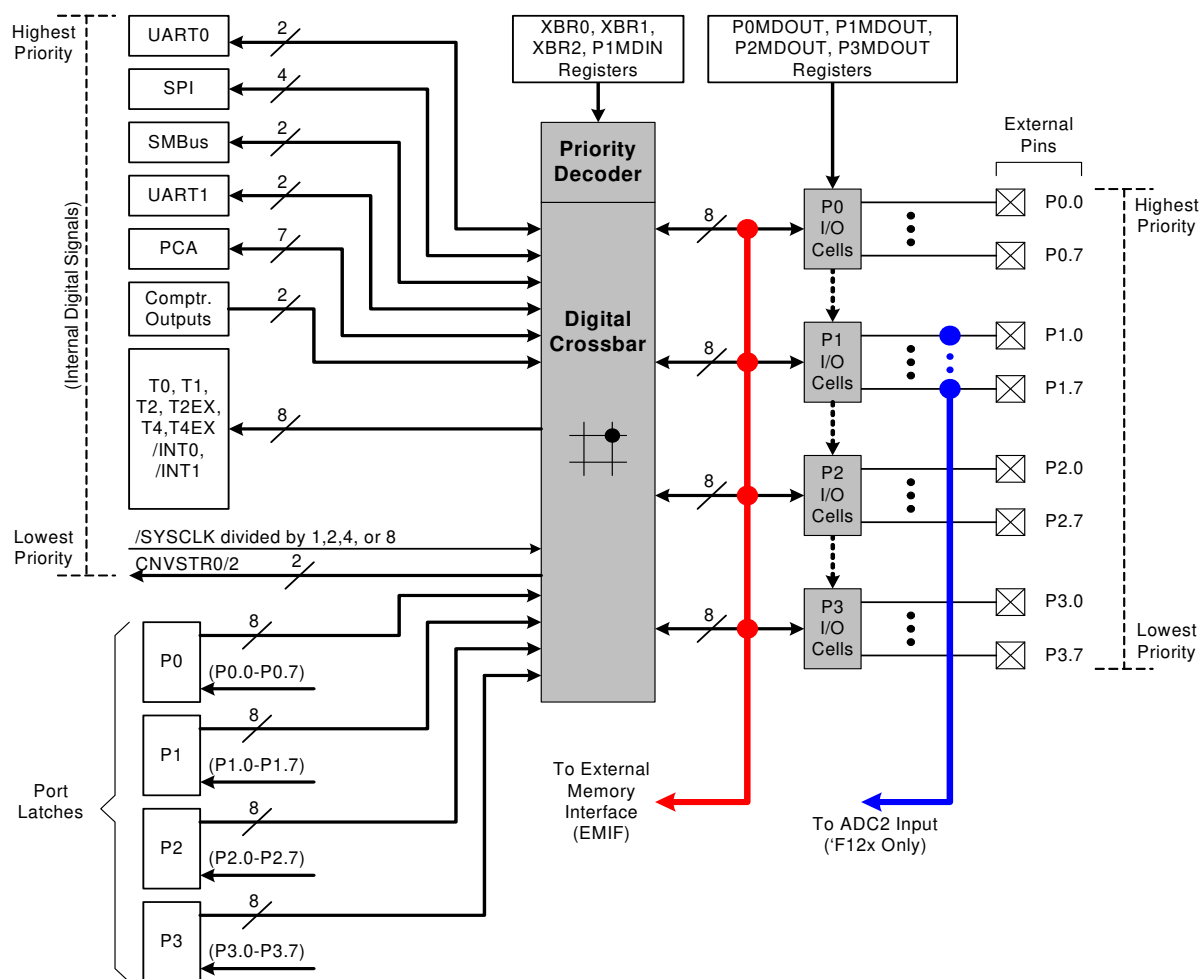 Highest
Priority
(Internal Digital Signals)
Lowest
Priority
UART0
2
SPI
4
SMBus
2
UART1
2
PCA
7
Comptr.
Outputs
2
T0, T1,
T2, T2EX,
T4,T4EX
/INT0,
/INT1
8
/SYSCLK divided by 1,2,4, or 8
CNVSTR0/2
2
Port
Latches
P0
8
(P0.0-P0.7)
P1
8
(P1.0-P1.7)
P2
8
(P2.0-P2.7)
P3
8
(P3.0-P3.7)
XBR0, XBR1,
XBR2, P1MDIN
Registers
Priority
Decoder
Digital
Crossbar
P0MDOUT, P1MDOUT,
P2MDOUT, P3MDOUT
Registers
8
P0
I/O
Cells
8
P1
I/O
Cells
8
P2
I/O
Cells
8
P3
I/O
Cells
External
Pins
P0.0
P0.7
P1.0
P1.7
P2.0
P2.7
P3.0
P3.7
Highest
Priority
Lowest
Priority
To External
Memory
Interface
(EMIF)
To ADC2 Input
(‘F12x Only)